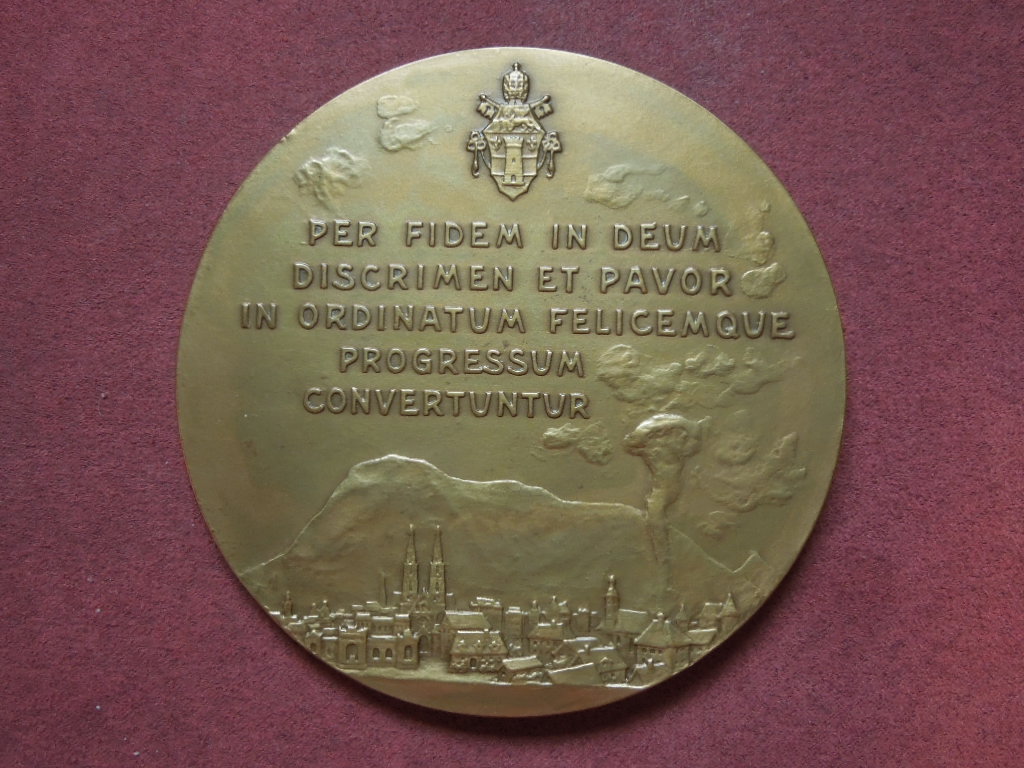 PER FIDEM IN DEUM
DISCRIMEN ET PAVOR
IN ORDINATUM FELICEMQUE
PROGRESSUM
CONVERTUNTUR